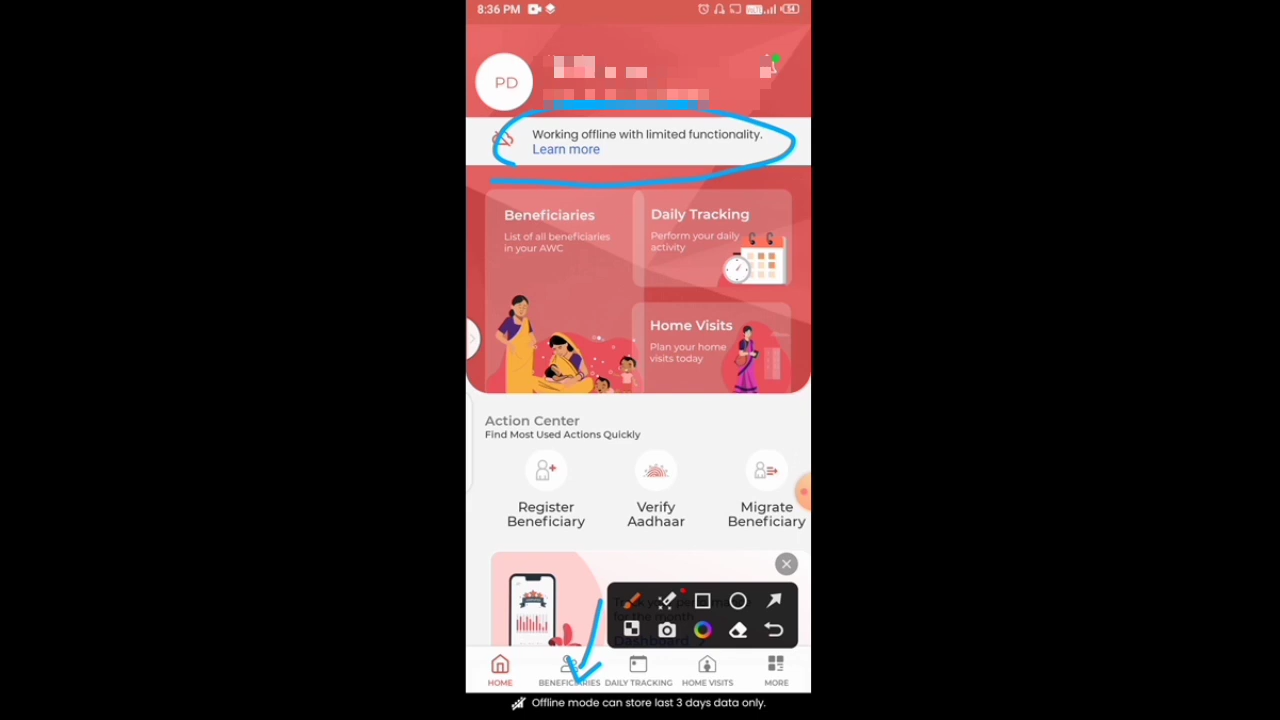 8:36 PM
54
PD
Working offline with limited functionality.
Learn more
Beneficiaries
List of all beneficiaries
in your AWC
Daily Tracking
Perform your daily
activity
Home Visits
Plan your home
visits today
Action Center
Find Most Used Actions Quickly
Register
Beneficiary
Verify
Aadhaar
Migrate
Beneficiary
Dashboard
HOME
BENEFICIARIES
DAILY TRACKING
HOME VISITS
MORE
Offline mode can store last 3 days data only.